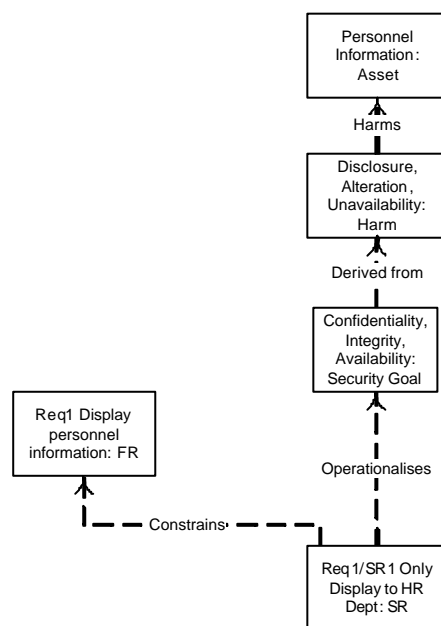 Personnel
Information:
Asset
Harms
Disclosure,
Alteration,
Unavailability:
Harm
Derived from
Confidentiality,
Integrity,
Availability:
Security Goal
Req1 Display
personnel
information: FR
Operationalises
Constrains
Req1/SR1 Only
Display to HR
Dept: SR